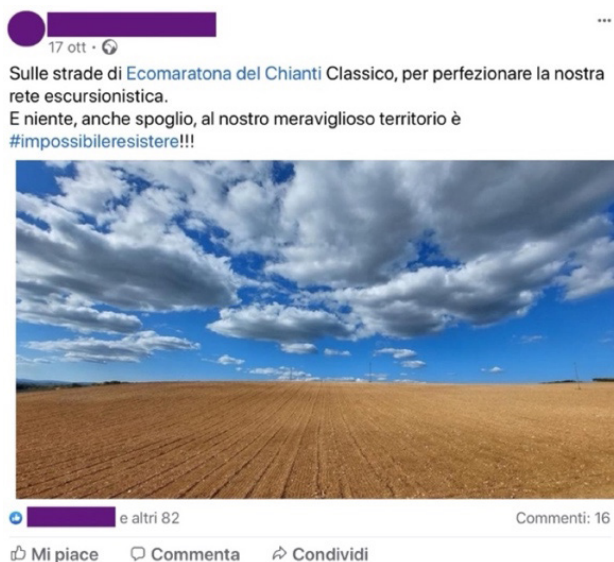 17 ott ·
Sulle strade di Ecomaratona del Chianti Classico, per perfezionare la nostra
rete escursionistica.
E niente, anche spoglio, al nostro meraviglioso territorio è
#impossibileresistere!!!
e altri 82
Commenti: 16
Mi piace
Commenta
Condividi